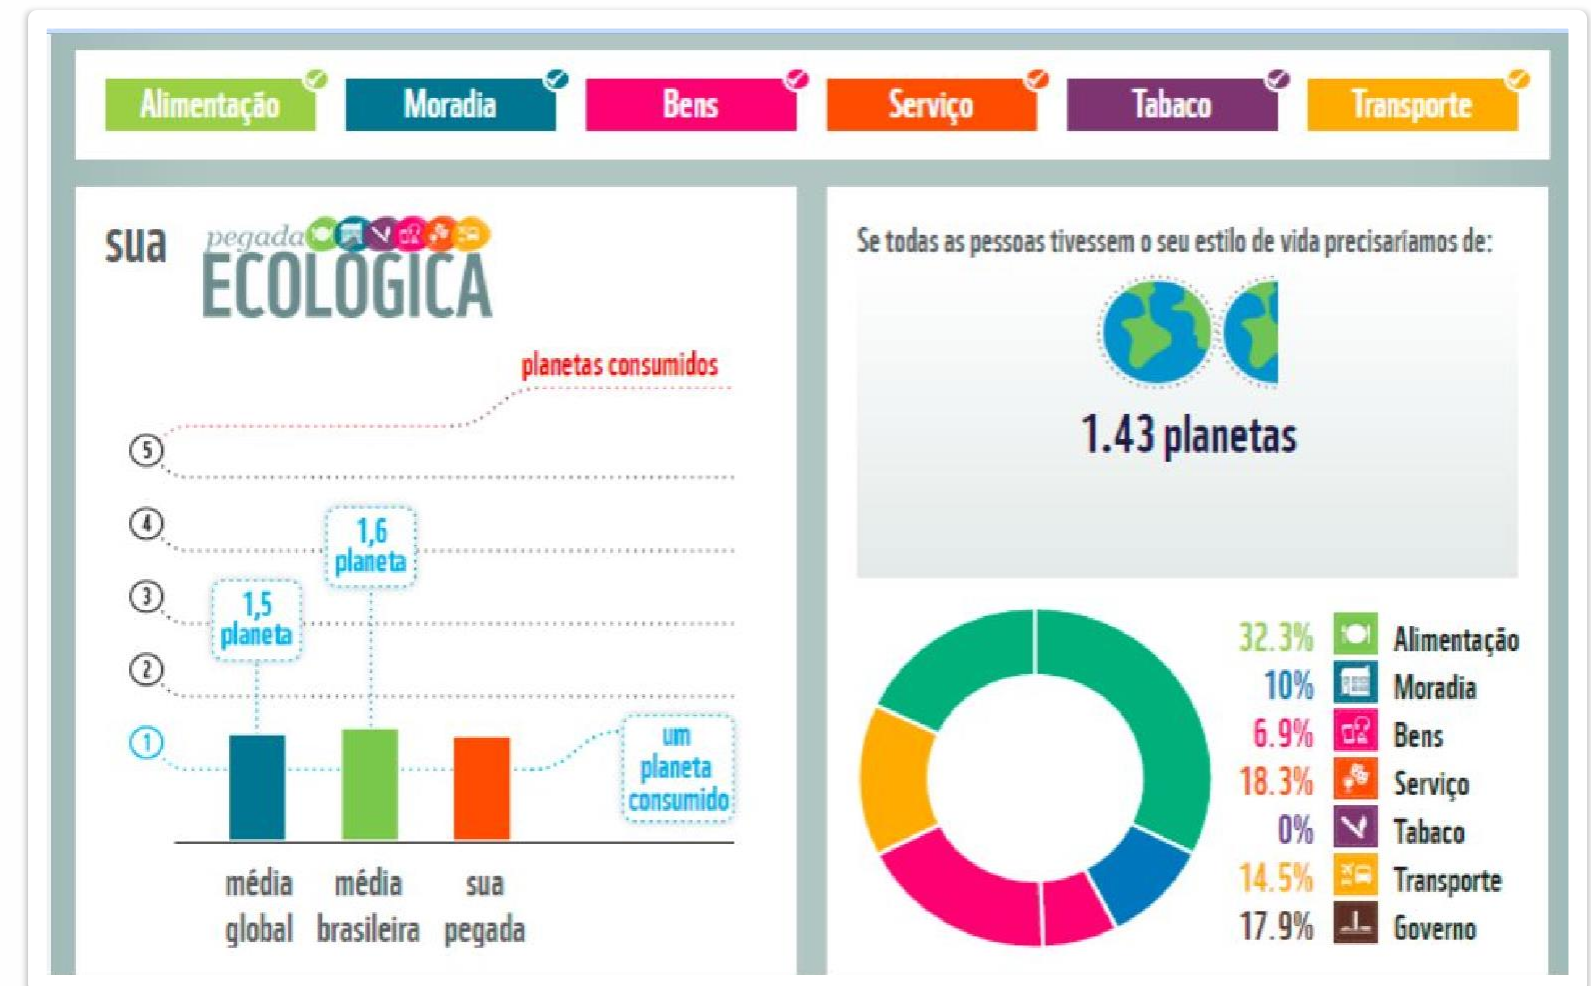 Alimentação
Moradia
Bens
Serviço
Tabaco
Transporte
sua pegada
ECOLÓGICA
planetas consumidos
5
4
3
2
1
1,6
planeta
1,5
planeta
um
planeta
consumido
média
global
média
brasileira
sua
pegada
Se todas as pessoas tivessem o seu estilo de vida precisaríamos de:
1.43 planetas
32.3% Alimentação
10% Moradia
6.9% Bens
18.3% Serviço
0% Tabaco
14.5% Transporte
17.9% Governo